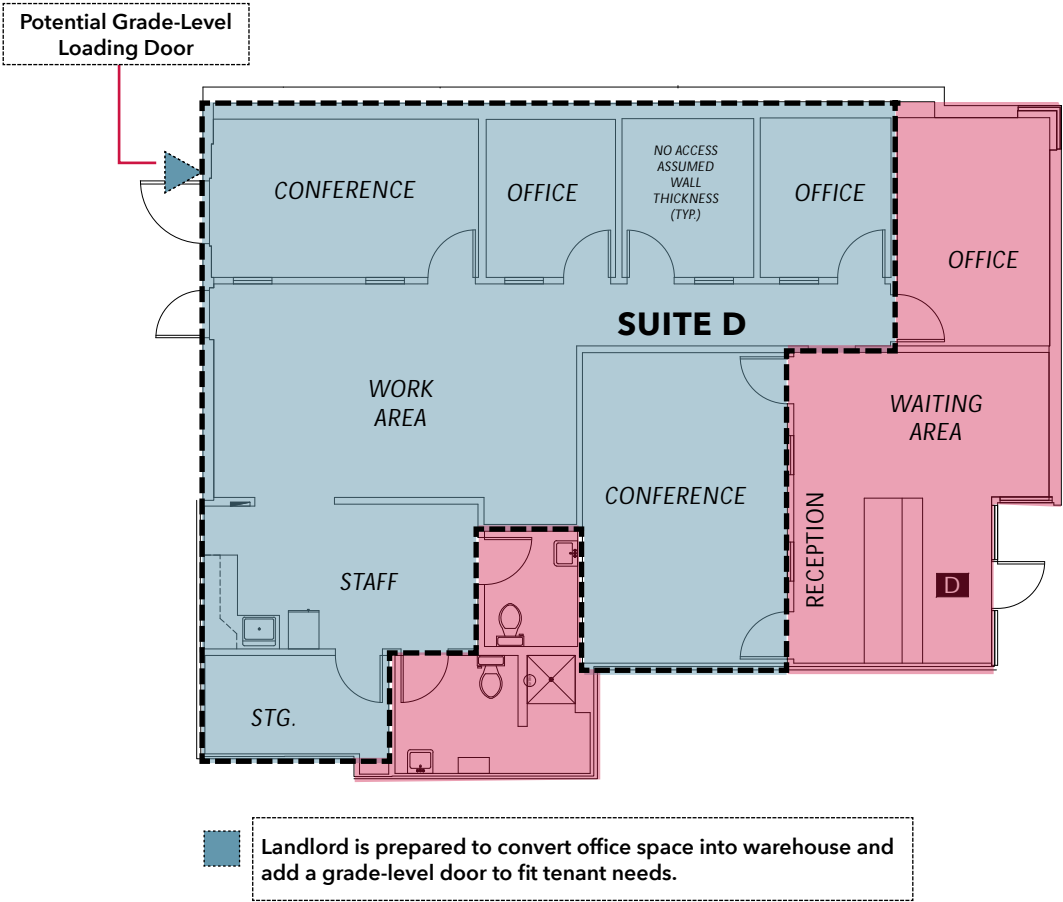 Potential Grade-Level
Loading Door
CONFERENCE
OFFICE
NO ACCESS
ASSUMED
WALL
THICKNESS
(TYP.)
OFFICE
OFFICE
SUITE D
WORK
AREA
WAITING
AREA
CONFERENCE
RECEPTION
STAFF
D
STG.
Landlord is prepared to convert office space into warehouse and
add a grade-level door to fit tenant needs.